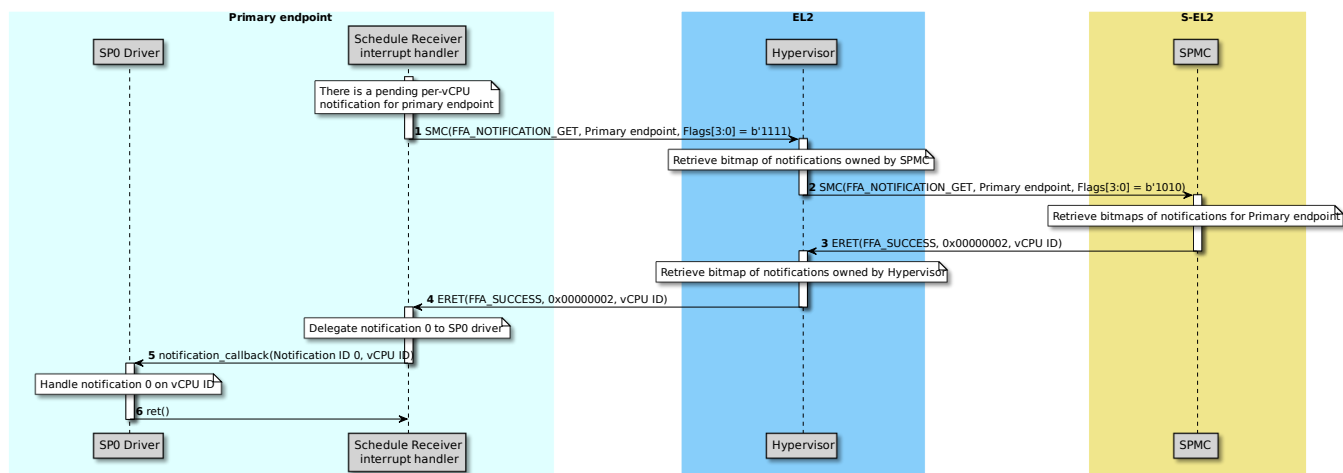 Primary endpoint
EL2
S-EL2
SP0 Driver
Schedule Receiver
interrupt handler
Hypervisor
SPMC
There is a pending per-vCPU
notification for primary endpoint
1 SMC(FFA_NOTIFICATION_GET, Primary endpoint, Flags[3:0] = b'1111)
Retrieve bitmap of notifications owned by SPMC
2 SMC(FFA_NOTIFICATION_GET, Primary endpoint, Flags[3:0] = b'1010)
Retrieve bitmaps of notifications for Primary endpoint
3 ERET(FFA_SUCCESS, 0x00000002, vCPU ID)
Retrieve bitmap of notifications owned by Hypervisor
4 ERET(FFA_SUCCESS, 0x00000002, vCPU ID)
Delegate notification 0 to SP0 driver
5 notification_callback(Notification ID 0, vCPU ID)
Handle notification 0 on vCPU ID
6 ret()
SP0 Driver
Schedule Receiver
interrupt handler
Hypervisor
SPMC